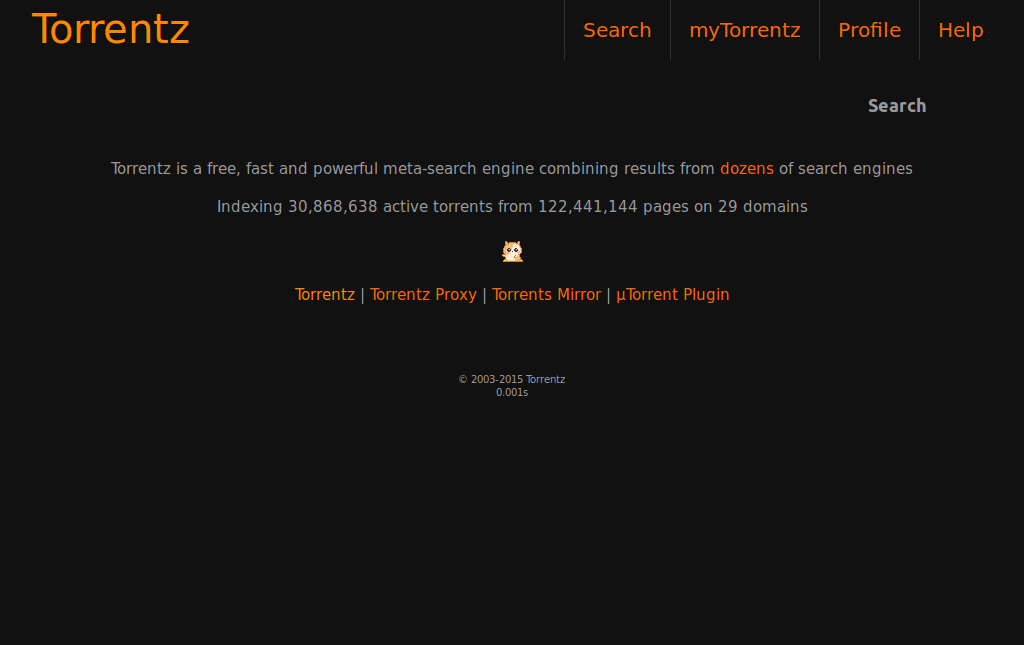 Torrentz
Search
myTorrentz
Profile
Help
Search
Torrentz is a free, fast and powerful meta-search engine combining results from dozens of search engines
Indexing 30,868,638 active torrents from 122,441,144 pages on 29 domains
Torrentz | Torrentz Proxy | Torrents Mirror | µTorrent Plugin
© 2003-2015 Torrentz
0.001s